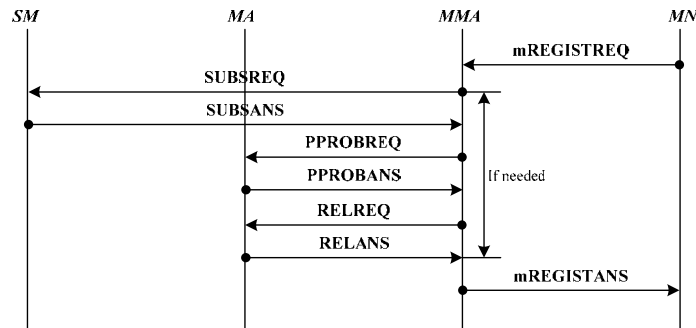 SM MA MMA MN
mREGISTREQ
SUBSREQ
SUBSANS
PPROBREQ
PPROBANS
If needed
RELREQ
RELANS
mREGISTANS